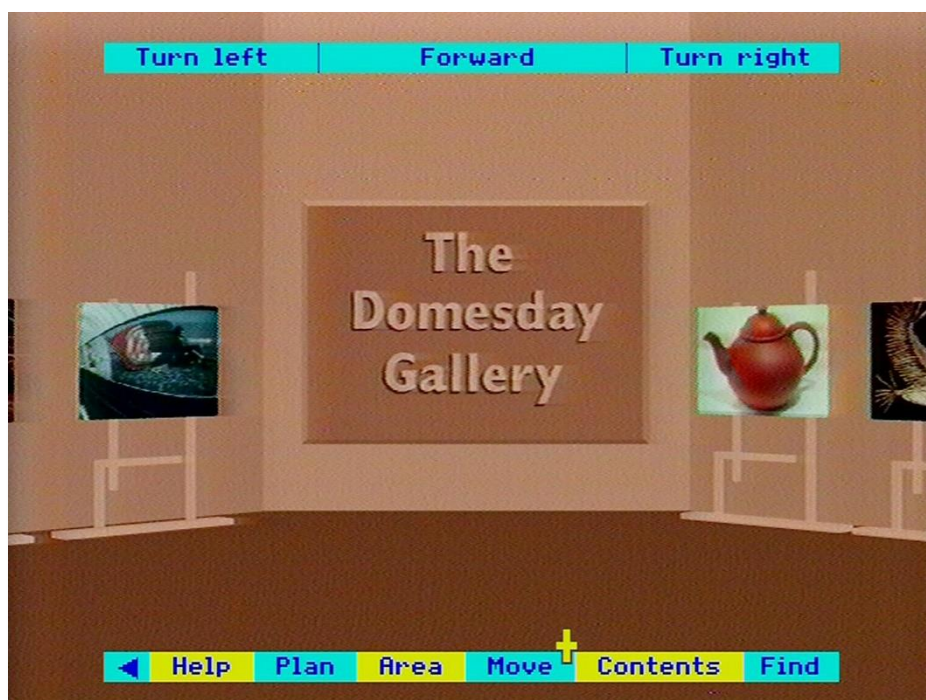 Turn left Forward Turn right
The
Domesday
Gallery
Help Plan Area Move Contents Find